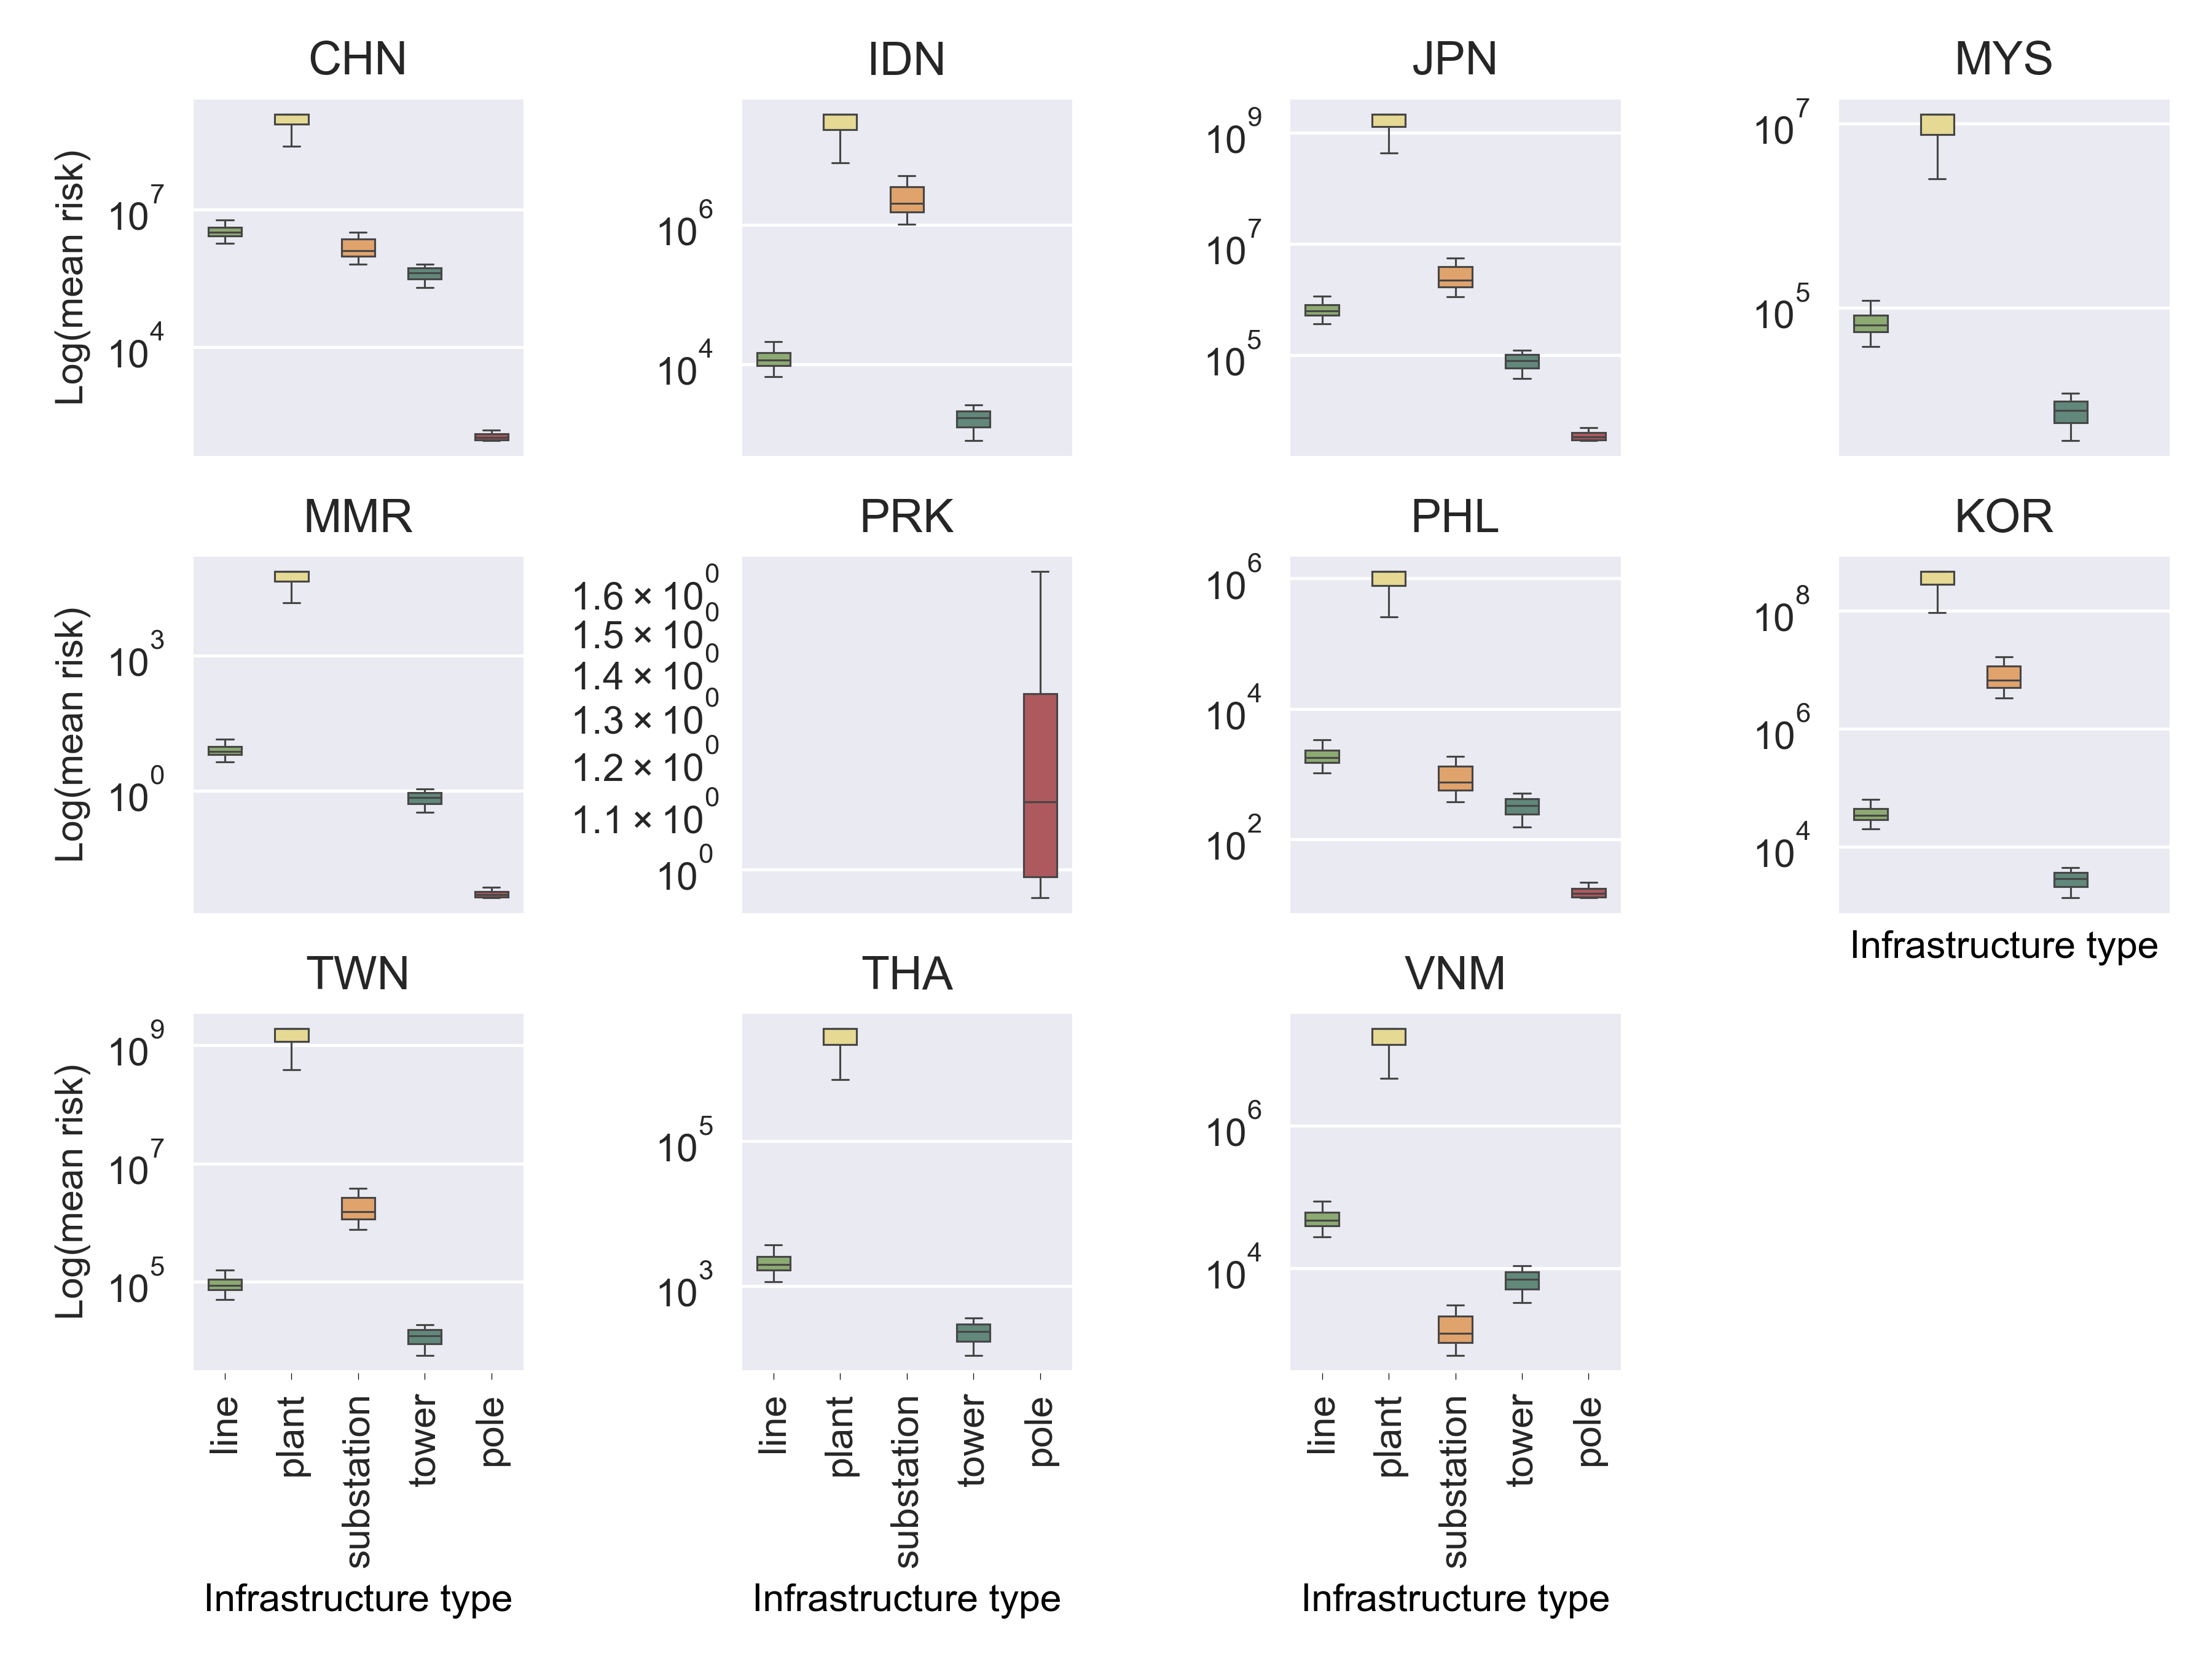 CHN
IDN
JPN
MYS
Log(mean risk)
10^7
10^4
10^6
10^4
10^9
10^7
10^5
10^7
10^5
MMR
PRK
PHL
KOR
Log(mean risk)
10^3
10^0
1.6 × 10^0
1.5 × 10^0
1.4 × 10^0
1.3 × 10^0
1.2 × 10^0
1.1 × 10^0
10^0
10^6
10^4
10^2
10^8
10^6
10^4
Infrastructure type
TWN
THA
VNM
Log(mean risk)
10^9
10^7
10^5
10^5
10^3
10^6
10^4
line
plant
substation
tower
pole
line
plant
substation
tower
pole
line
plant
substation
tower
pole
Infrastructure type
Infrastructure type
Infrastructure type